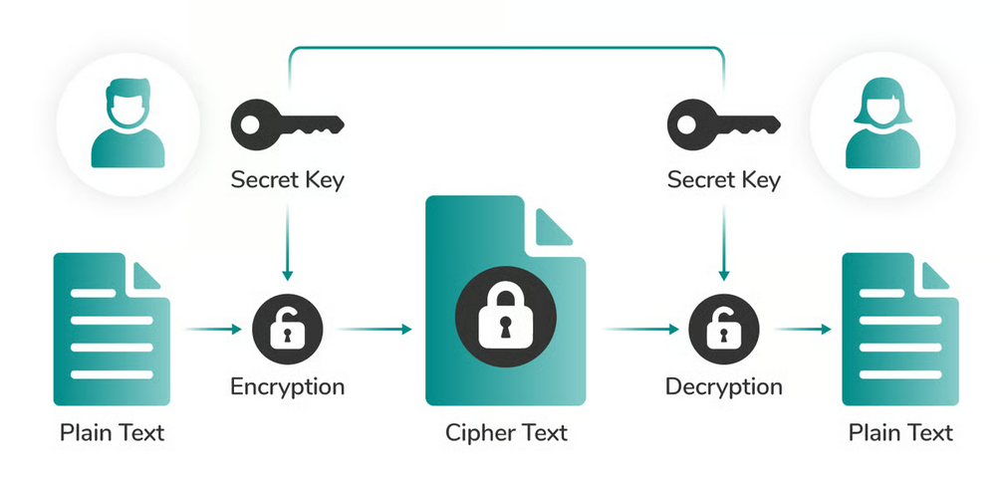 Secret Key
Secret Key
Encryption
Decryption
Plain Text
Cipher Text
Plain Text